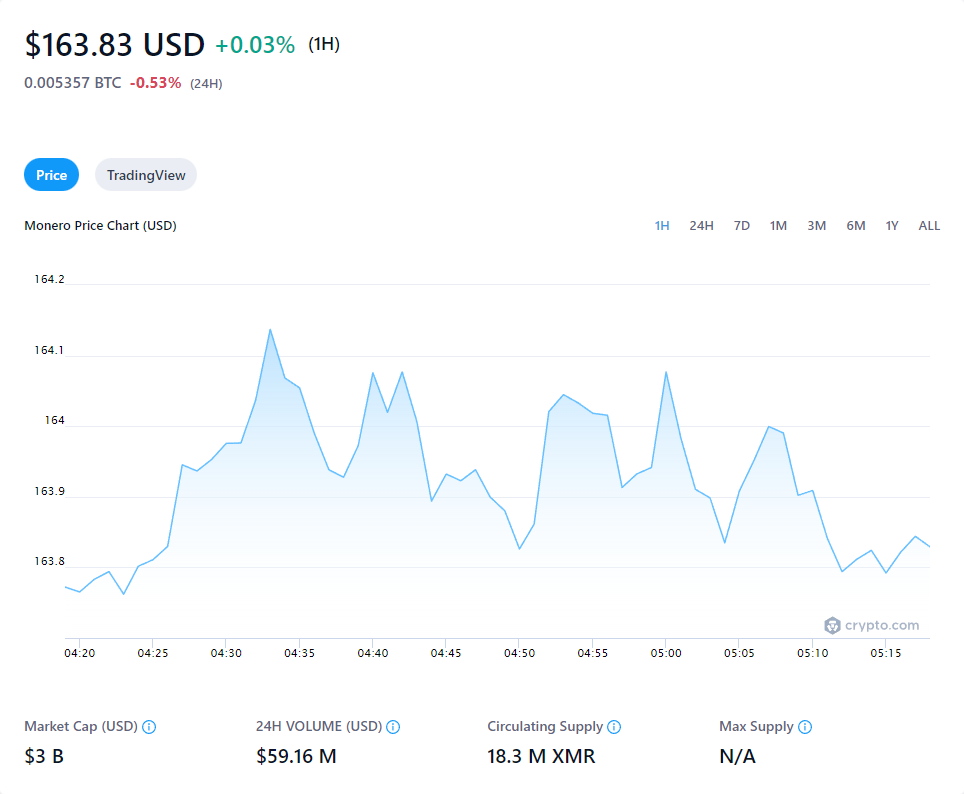 $163.83 USD +0.03% (1H)
0.005357 BTC -0.53% (24H)
Price TradingView
Monero Price Chart (USD) 1H 24H 7D 1M 3M 6M 1Y ALL
164.2
164.1
164
163.9
163.8
crypto.com
04:20 04:25 04:30 04:35 04:40 04:45 04:50 04:55 05:00 05:05 05:10 05:15
Market Cap (USD) 24H VOLUME (USD) Circulating Supply Max Supply
$3 B $59.16 M 18.3 M XMR N/A